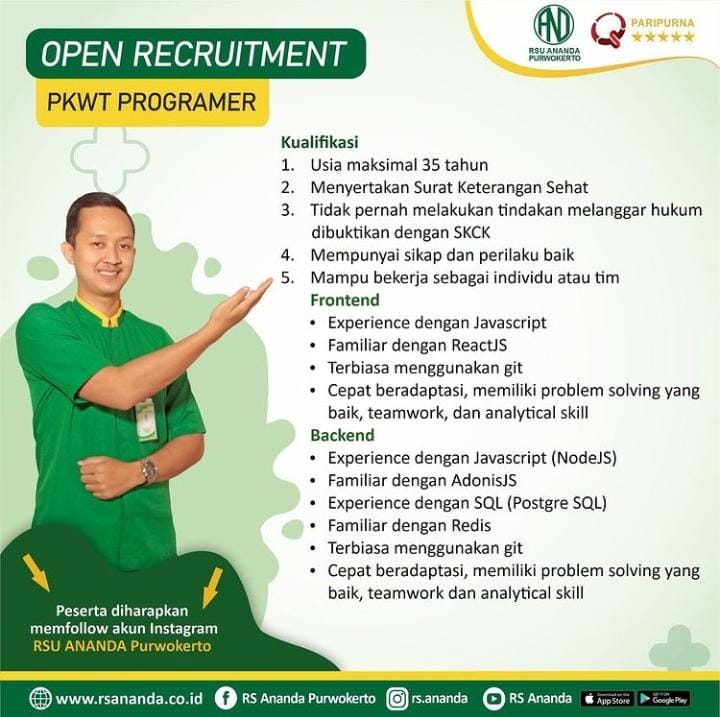 OPEN RECRUITMENT
PKWT PROGRAMER
RSU ANANDA
PURWOKERTO
PARIPURNA
Kualifikasi
1. Usia maksimal 35 tahun
2. Menyertakan Surat Keterangan Sehat
3. Tidak pernah melakukan tindakan melanggar hukum
dibuktikan dengan SKCK
4. Mempunyai sikap dan perilaku baik
5. Mampu bekerja sebagai individu atau tim
Frontend
• Experience dengan Javascript
• Familiar dengan ReactJS
• Terbiasa menggunakan git
• Cepat beradaptasi, memiliki problem solving yang
baik, teamwork, dan analytical skill
Backend
• Experience dengan Javascript (NodeJS)
• Familiar dengan AdonisJS
• Experience dengan SQL (Postgre SQL)
• Familiar dengan Redis
• Terbiasa menggunakan git
• Cepat beradaptasi, memiliki problem solving yang
baik, teamwork dan analytical skill
Peserta diharapkan
memfollow akun Instagram
RSU ANANDA Purwokerto
www.rsananda.co.id RS Ananda Purwokerto rs.ananda RS Ananda App Store Google Play